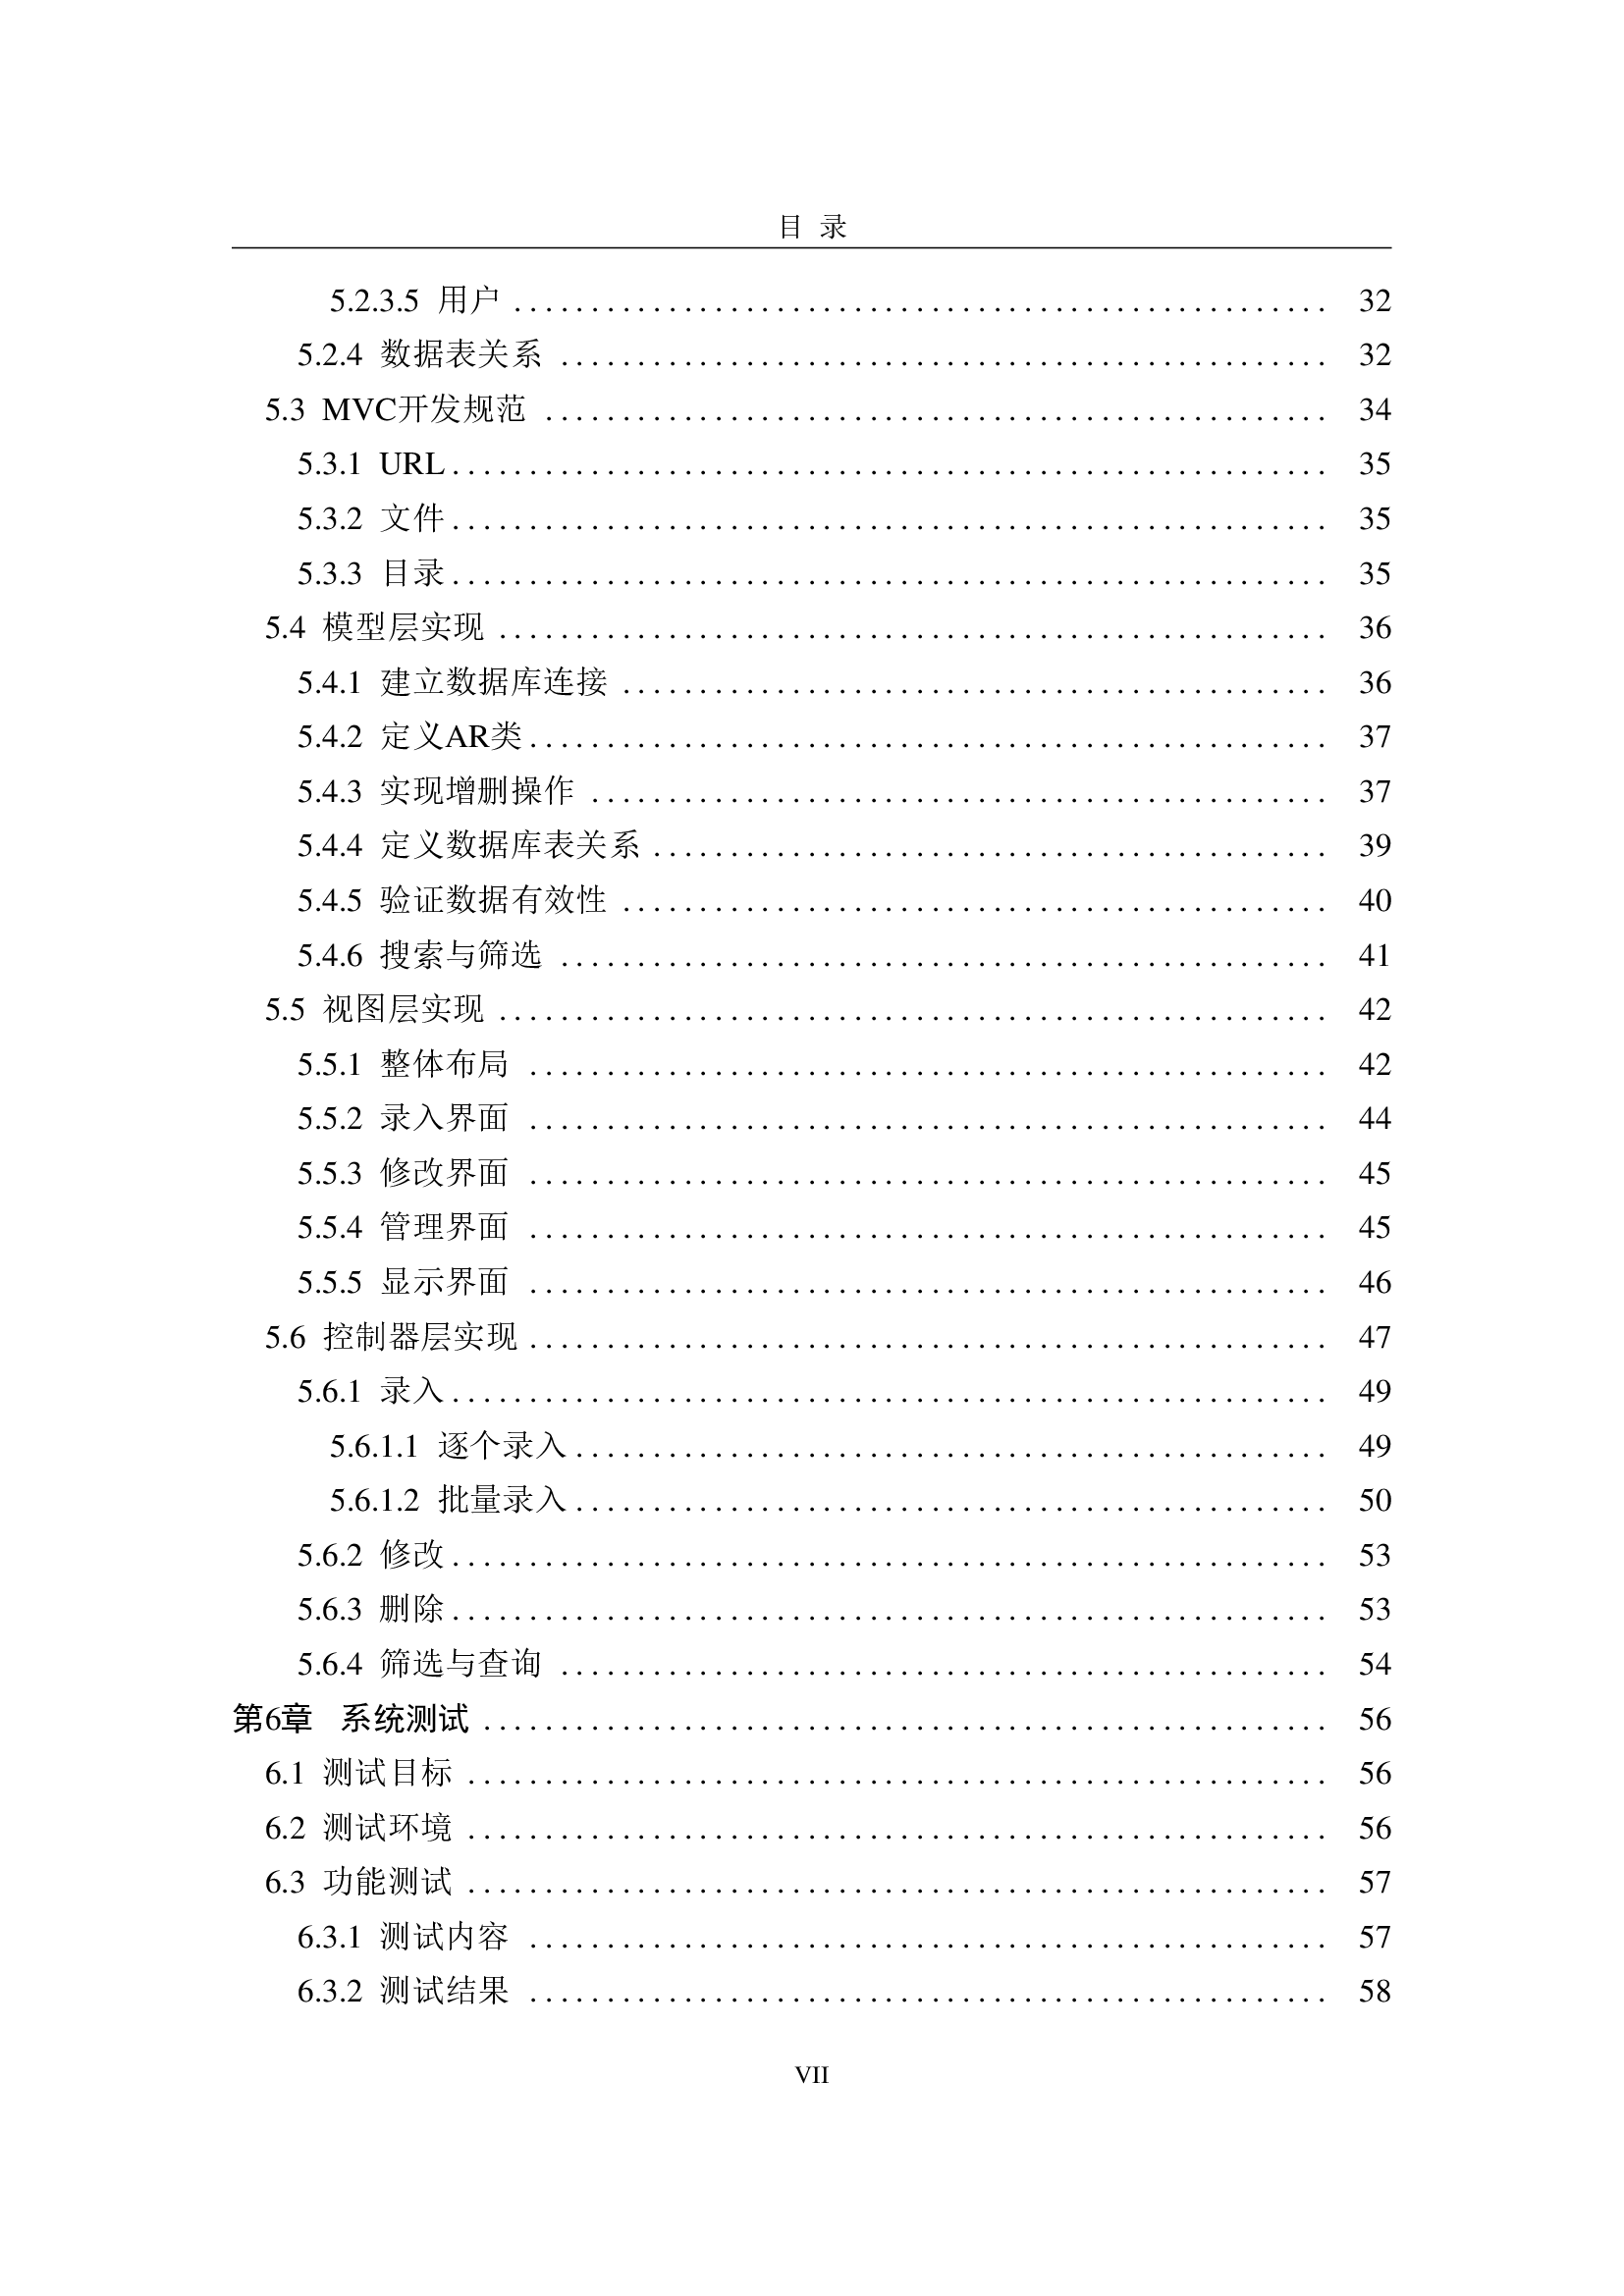 目 录
5.2.3.5 用户 . . . . . . . . . . . . . . . . . . . . 32
5.2.4 数据表关系 . . . . . . . . . . . . . . . . . . . . 32
5.3 MVC开发规范 . . . . . . . . . . . . . . . . . . . . 34
5.3.1 URL . . . . . . . . . . . . . . . . . . . . 35
5.3.2 文件 . . . . . . . . . . . . . . . . . . . . 35
5.3.3 目录 . . . . . . . . . . . . . . . . . . . . 35
5.4 模型层实现 . . . . . . . . . . . . . . . . . . . . 36
5.4.1 建立数据库连接 . . . . . . . . . . . . . . . . . . . . 36
5.4.2 定义AR类 . . . . . . . . . . . . . . . . . . . . 37
5.4.3 实现增删操作 . . . . . . . . . . . . . . . . . . . . 37
5.4.4 定义数据库表关系 . . . . . . . . . . . . . . . . . . . . 39
5.4.5 验证数据有效性 . . . . . . . . . . . . . . . . . . . . 40
5.4.6 搜索与筛选 . . . . . . . . . . . . . . . . . . . . 41
5.5 视图层实现 . . . . . . . . . . . . . . . . . . . . 42
5.5.1 整体布局 . . . . . . . . . . . . . . . . . . . . 42
5.5.2 录入界面 . . . . . . . . . . . . . . . . . . . . 44
5.5.3 修改界面 . . . . . . . . . . . . . . . . . . . . 45
5.5.4 管理界面 . . . . . . . . . . . . . . . . . . . . 45
5.5.5 显示界面 . . . . . . . . . . . . . . . . . . . . 46
5.6 控制器层实现 . . . . . . . . . . . . . . . . . . . . 47
5.6.1 录入 . . . . . . . . . . . . . . . . . . . . 49
5.6.1.1 逐个录入 . . . . . . . . . . . . . . . . . . . . 49
5.6.1.2 批量录入 . . . . . . . . . . . . . . . . . . . . 50
5.6.2 修改 . . . . . . . . . . . . . . . . . . . . 53
5.6.3 删除 . . . . . . . . . . . . . . . . . . . . 53
5.6.4 筛选与查询 . . . . . . . . . . . . . . . . . . . . 54
第6章 系统测试 . . . . . . . . . . . . . . . . . . . . 56
6.1 测试目标 . . . . . . . . . . . . . . . . . . . . 56
6.2 测试环境 . . . . . . . . . . . . . . . . . . . . 56
6.3 功能测试 . . . . . . . . . . . . . . . . . . . . 57
6.3.1 测试内容 . . . . . . . . . . . . . . . . . . . . 57
6.3.2 测试结果 . . . . . . . . . . . . . . . . . . . . 58
VII